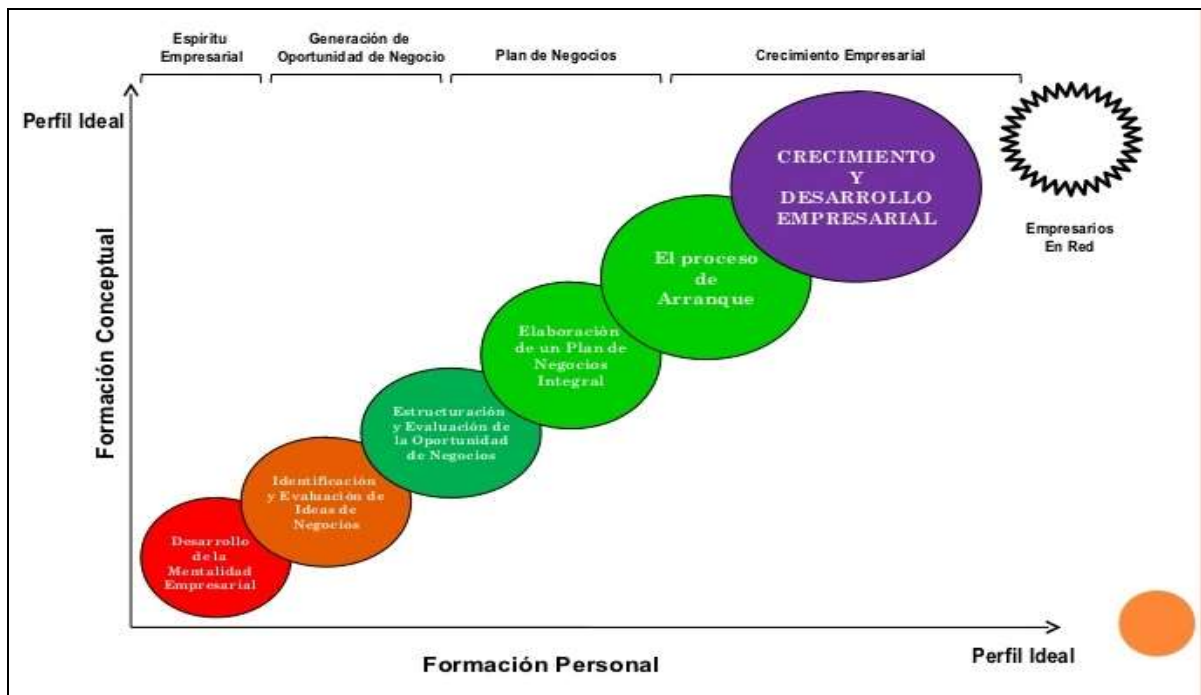 Espíritu
Empresarial
Generación de
Oportunidad de Negocio
Plan de Negocios
Crecimiento Empresarial
Perfil Ideal
Formación Conceptual
CRECIMIENTO
Y
DESARROLLO
EMPRESARIAL
Empresarios
En Red
El proceso
de
Arranque
Elaboración
de un Plan de
Negocios
Integral
Estructuración
y Evaluación de
la Oportunidad
de Negocios
Identificación
y Evaluación de
Ideas de
Negocios
Desarrollo
de la
Mentalidad
Empresarial
Formación Personal
Perfil Ideal